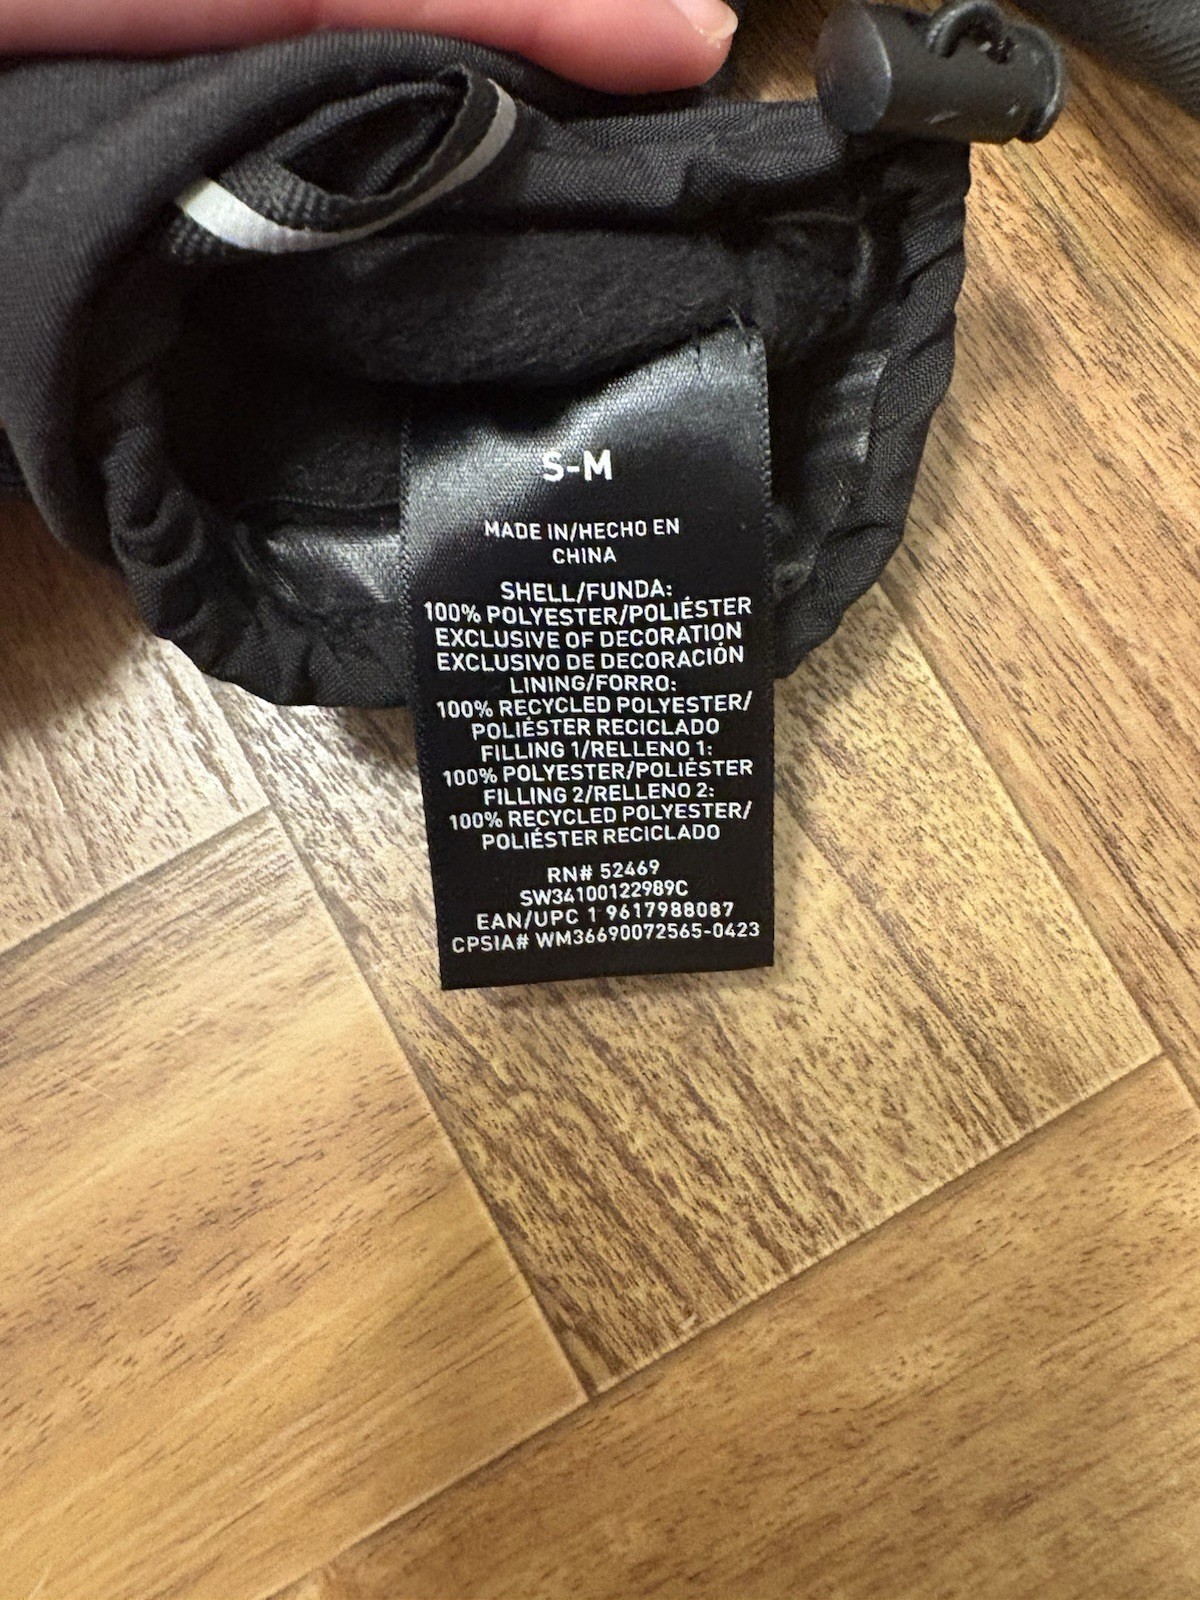 S-M
MADE IN/HECHO EN
CHINA
SHELL/FUNDA:
100% POLYESTER/POLIÉSTER
EXCLUSIVE OF DECORATION
EXCLUSIVO DE DECORACIÓN
LINING/FORRO:
100% RECYCLED POLYESTER/
POLIÉSTER RECICLADO
FILLING 1/RELLENO 1:
100% POLYESTER/POLIÉSTER
FILLING 2/RELLENO 2:
100% RECYCLED POLYESTER/
POLIÉSTER RECICLADO
RN# 52469
SW34100122989C
EAN/UPC 1 9617988087
CPSIA# WM36690072565-0423